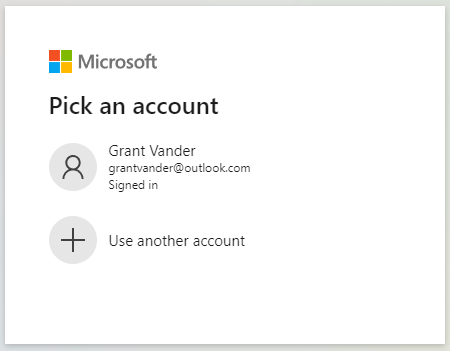 Microsoft
Pick an account
Grant Vander
grantvander@outlook.com
Signed in
Use another account